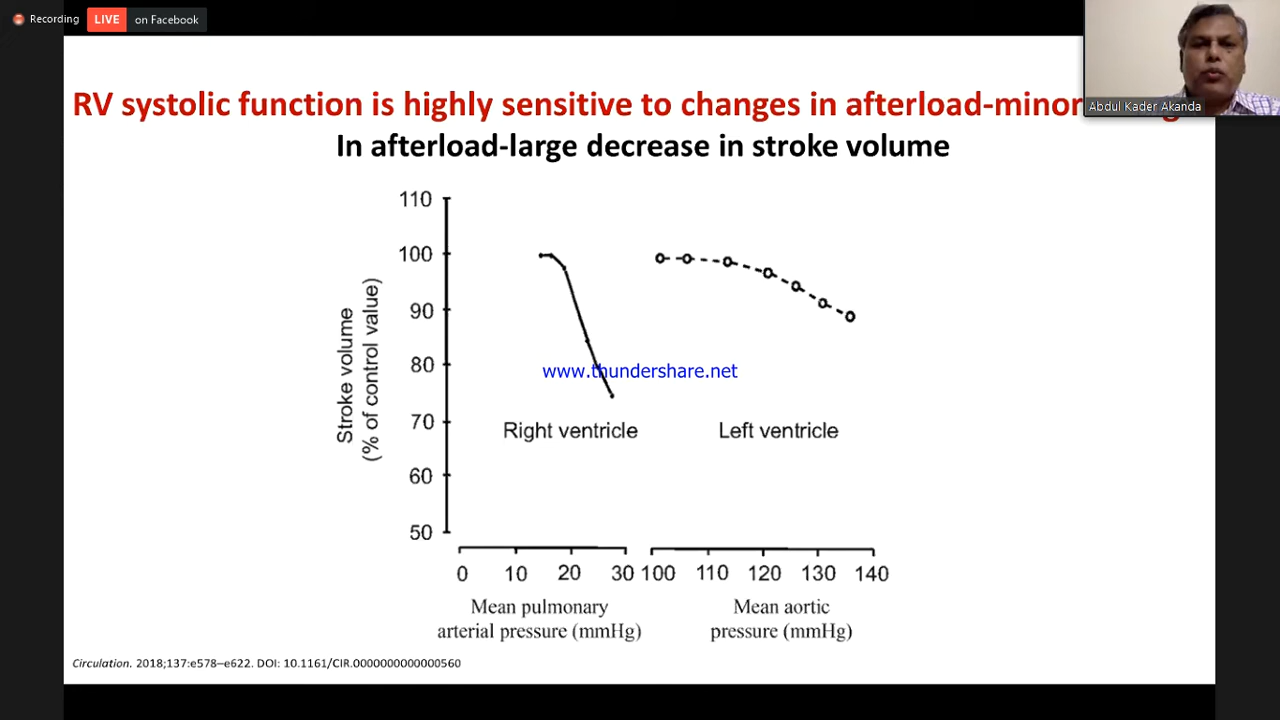 Recording
LIVE on Facebook
Abdul Kader Akanda
RV systolic function is highly sensitive to changes in afterload-minor
In afterload-large decrease in stroke volume
110
100
90
80
70
60
50
Stroke volume
(% of control value)
www.thundershare.net
Right ventricle
Left ventricle
0 10 20 30 100 110 120 130 140
Mean pulmonary
arterial pressure (mmHg)
Mean aortic
pressure (mmHg)
Circulation. 2018;137:e578–e622. DOI: 10.1161/CIR.0000000000000560